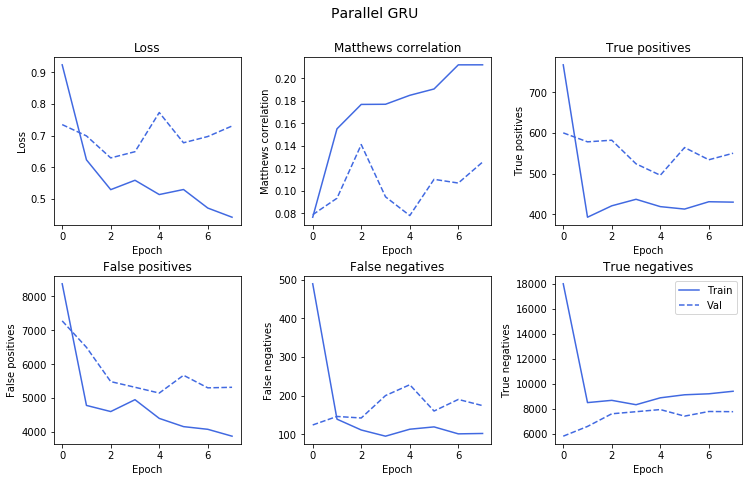 Parallel GRU
Loss
Matthews correlation
True positives
0.9
0.8
0.7
0.6
0.5
Loss
0 2 4 6
Epoch
0.20
0.18
0.16
0.14
0.12
0.10
0.08
Matthews correlation
0 2 4 6
Epoch
700
600
500
400
True positives
0 2 4 6
Epoch
False positives
False negatives
True negatives
8000
7000
6000
5000
4000
False positives
0 2 4 6
Epoch
500
400
300
200
100
False negatives
0 2 4 6
Epoch
18000
16000
14000
12000
10000
8000
6000
True negatives
Train
Val
0 2 4 6
Epoch